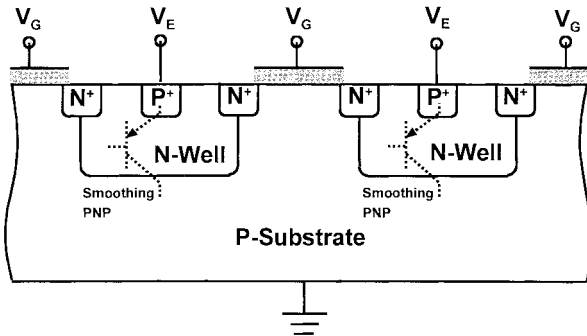 V_G V_E V_G V_E V_G
N+ P+ N+ N+ P+ N+
N-Well N-Well
Smoothing PNP Smoothing PNP
P-Substrate